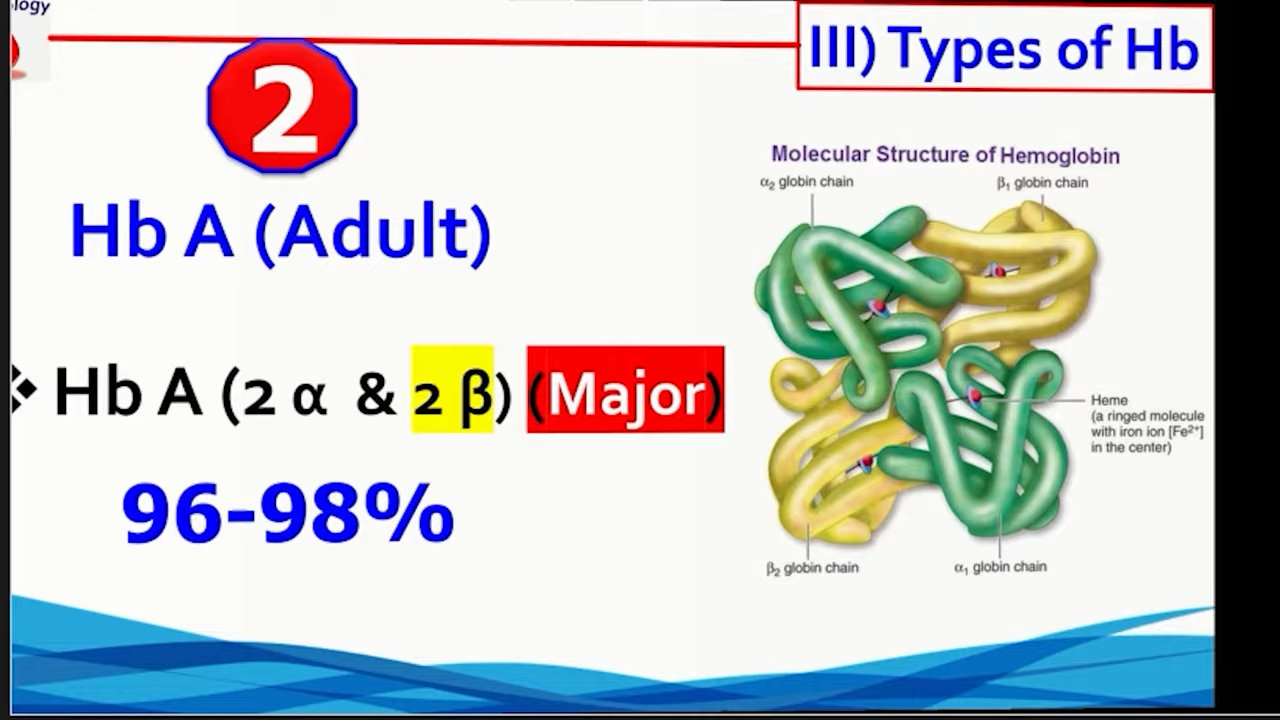 III) Types of Hb
2
Hb A (Adult)
❖ Hb A (2 α & 2 β) (Major)
96-98%
Molecular Structure of Hemoglobin
α₂ globin chain
β₁ globin chain
Heme
(a ringed molecule
with iron ion [Fe²⁺]
in the center)
β₂ globin chain
α₁ globin chain